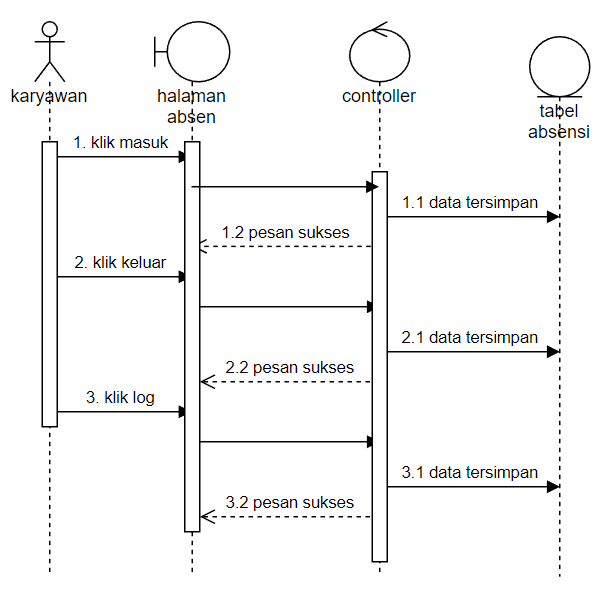 karyawan
halaman
absen
controller
tabel
absensi
1. klik masuk
1.1 data tersimpan
1.2 pesan sukses
2. klik keluar
2.1 data tersimpan
2.2 pesan sukses
3. klik log
3.1 data tersimpan
3.2 pesan sukses